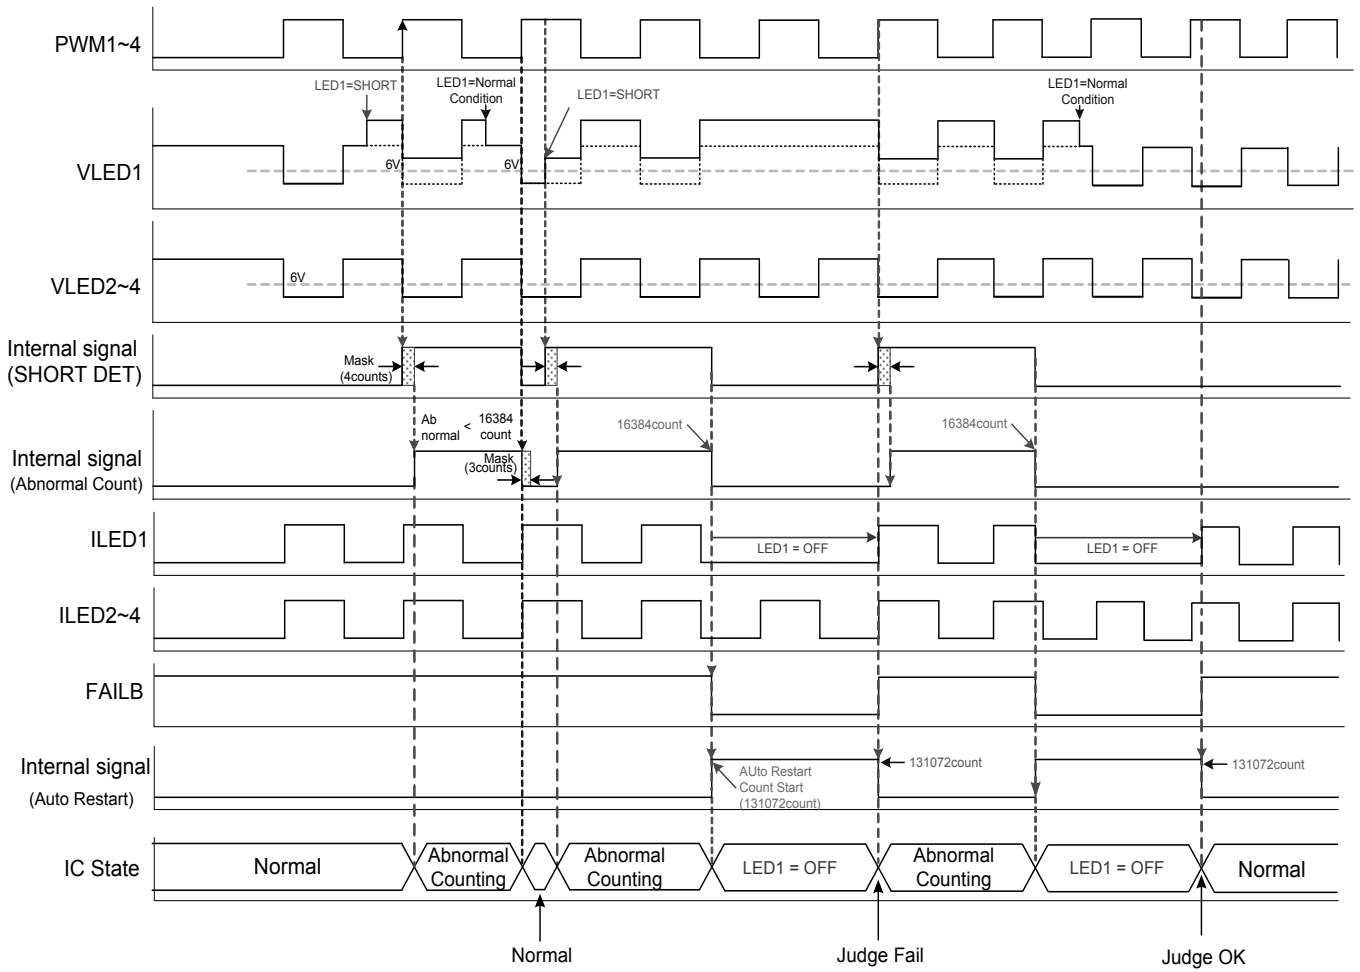 PWM1~4
LED1=SHORT
LED1=Normal
Condition
LED1=SHORT
LED1=Normal
Condition
VLED1
6V
6V
VLED2~4
6V
Internal signal
(SHORT DET)
Mask
(4counts)
Internal signal
(Abnormal Count)
Ab
normal
<
16384
count
Mask
(3counts)
16384count
16384count
ILED1
LED1 = OFF
LED1 = OFF
ILED2~4
FAILB
Internal signal
(Auto Restart)
AUto Restart
Count Start
(131072count)
131072count
131072count
IC State
Normal
Abnormal
Counting
Abnormal
Counting
LED1 = OFF
Abnormal
Counting
LED1 = OFF
Normal
Normal
Judge Fail
Judge OK